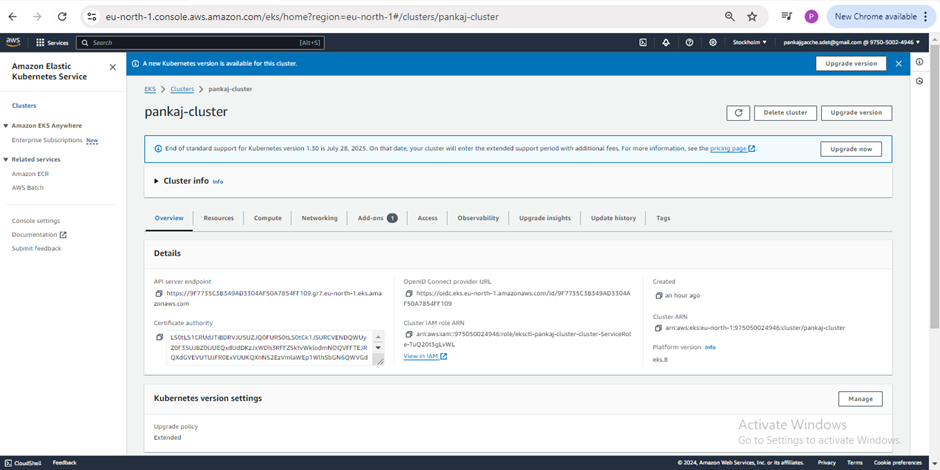 eu-north-1.console.aws.amazon.com/eks/home?region=eu-north-1#/clusters/pankaj-cluster
P
New Chrome available
aws
Services
Search
[Alt+S]
Stockholm
pankajgacche.sdet@gmail.com @ 9750-5002-4946
Amazon Elastic
Kubernetes Service
Clusters
Amazon EKS Anywhere
Enterprise Subscriptions New
Related services
Amazon ECR
AWS Batch
Console settings
Documentation
Submit feedback
A new Kubernetes version is available for this cluster.
Upgrade version
EKS > Clusters > pankaj-cluster
pankaj-cluster
Delete cluster
Upgrade version
End of standard support for Kubernetes version 1.30 is July 28, 2025. On that date, your cluster will enter the extended support period with additional fees. For more information, see the pricing page.
Upgrade now
Cluster info Info
Overview Resources Compute Networking Add-ons 1 Access Observability Upgrade insights Update history Tags
Details
API server endpoint
https://9F7735C3B349AD3304AF50A7854FF109.gr7.eu-north-1.eks.ama
zonaws.com
Certificate authority
OpenID Connect provider URL
https://oidc.eks.eu-north-1.amazonaws.com/id/9F7735C3B349AD3304A
F50A7854FF109
Cluster IAM role ARN
arn:aws:iam::975050024946:role/eksctl-pankaj-cluster-cluster-ServiceRol
e-TuQ20t3gLvWL
View in IAM
Created
an hour ago
Cluster ARN
arn:aws:eks:eu-north-1:975050024946:cluster/pankaj-cluster
Platform version Info
eks.8
Kubernetes version settings
Manage
Upgrade policy
Extended
Activate Windows
Go to Settings to activate Windows.
CloudShell Feedback
© 2024, Amazon Web Services, Inc. or its affiliates. Privacy Terms Cookie preferences